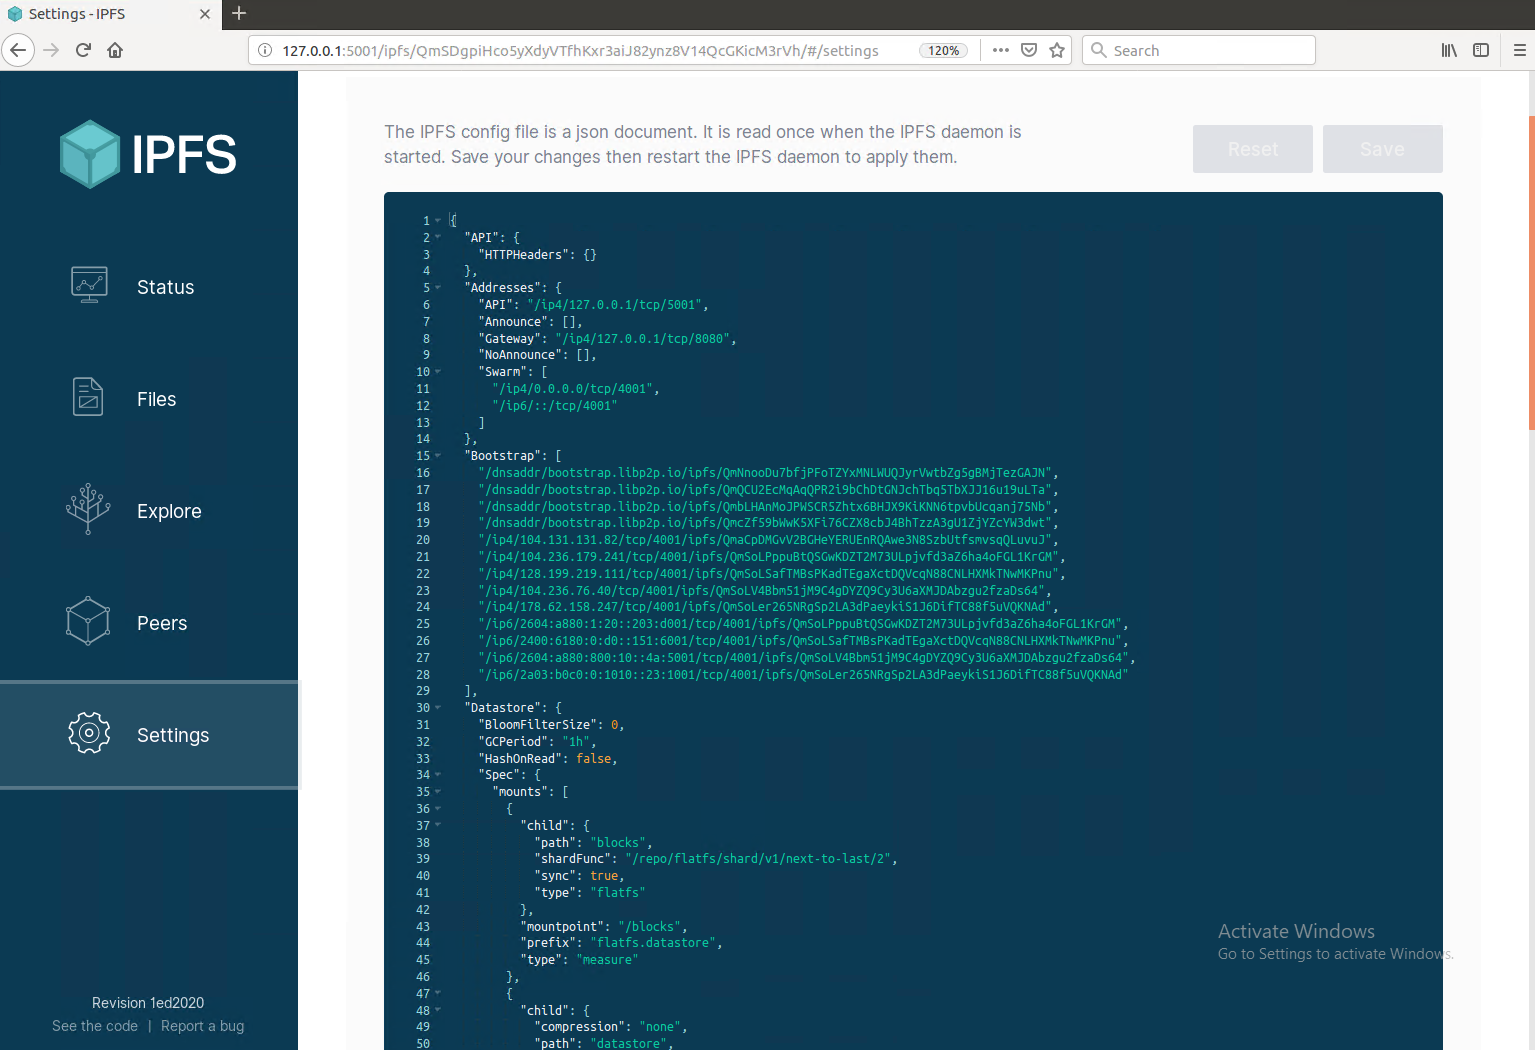 Settings - IPFS
127.0.0.1:5001/ipfs/QmSDgpiHco5yXdyVTfhKxr3aiJ82ynz8V14QcGKicM3rVh/#/settings
120%
Search
IPFS
Status
Files
Explore
Peers
Settings
Revision 1ed2020
See the code | Report a bug
The IPFS config file is a json document. It is read once when the IPFS daemon is
started. Save your changes then restart the IPFS daemon to apply them.
Reset
Save
1 {
2 "API": {
3 "HTTPHeaders": {}
4 },
5 "Addresses": {
6 "API": "/ip4/127.0.0.1/tcp/5001",
7 "Announce": [],
8 "Gateway": "/ip4/127.0.0.1/tcp/8080",
9 "NoAnnounce": [],
10 "Swarm": [
11 "/ip4/0.0.0.0/tcp/4001",
12 "/ip6/::/tcp/4001"
13 ]
14 },
15 "Bootstrap": [
16 "/dnsaddr/bootstrap.libp2p.io/ipfs/QmNnooDu7bfjPFoTZYxMNLWUQJyrVwtbZg5gBMjTezGAJN",
17 "/dnsaddr/bootstrap.libp2p.io/ipfs/QmQCU2EcMqAqQPR2i9bChDtGNJchTbq5TbXJJ16u19uLTa",
18 "/dnsaddr/bootstrap.libp2p.io/ipfs/QmbLHAnMoJPWSCR5Zhtx6BHJX9KiKNN6tpvbUcqanj75Nb",
19 "/dnsaddr/bootstrap.libp2p.io/ipfs/QmcZf59bWwK5XFi76CZX8cbJ4BhTzzA3gU1ZjYZcYW3dwt",
20 "/ip4/104.131.131.82/tcp/4001/ipfs/QmaCpDMGvV2BGHeYERUEnRQAwe3N8SzbUtfsmvsqQLuvuJ",
21 "/ip4/104.236.179.241/tcp/4001/ipfs/QmSoLPppuBtQSGwKDZT2M73ULpjvfd3aZ6ha4oFGL1KrGM",
22 "/ip4/128.199.219.111/tcp/4001/ipfs/QmSoLSafTMBsPKadTEgaXctDQVcqN88CNLHXMkTNwMKPnu",
23 "/ip4/104.236.76.40/tcp/4001/ipfs/QmSoLV4Bbm51jM9C4gDYZQ9Cy3U6aXMJDAbzgu2fzaDs64",
24 "/ip4/178.62.158.247/tcp/4001/ipfs/QmSoLer265NRgSp2LA3dPaeykiS1J6DifTC88f5uVQKNAd",
25 "/ip6/2604:a880:1:20::203:d001/tcp/4001/ipfs/QmSoLPppuBtQSGwKDZT2M73ULpjvfd3aZ6ha4oFGL1KrGM",
26 "/ip6/2400:6180:0:d0::151:6001/tcp/4001/ipfs/QmSoLSafTMBsPKadTEgaXctDQVcqN88CNLHXMkTNwMKPnu",
27 "/ip6/2604:a880:800:10::4a:5001/tcp/4001/ipfs/QmSoLV4Bbm51jM9C4gDYZQ9Cy3U6aXMJDAbzgu2fzaDs64",
28 "/ip6/2a03:b0c0:0:1010::23:1001/tcp/4001/ipfs/QmSoLer265NRgSp2LA3dPaeykiS1J6DifTC88f5uVQKNAd"
29 ],
30 "Datastore": {
31 "BloomFilterSize": 0,
32 "GCPeriod": "1h",
33 "HashOnRead": false,
34 "Spec": {
35 "mounts": [
36 {
37 "child": {
38 "path": "blocks",
39 "shardFunc": "/repo/flatfs/shard/v1/next-to-last/2",
40 "sync": true,
41 "type": "flatfs"
42 },
43 "mountpoint": "/blocks",
44 "prefix": "flatfs.datastore",
45 "type": "measure"
46 },
47 {
48 "child": {
49 "compression": "none",
50 "path": "datastore",
Activate Windows
Go to Settings to activate Windows.